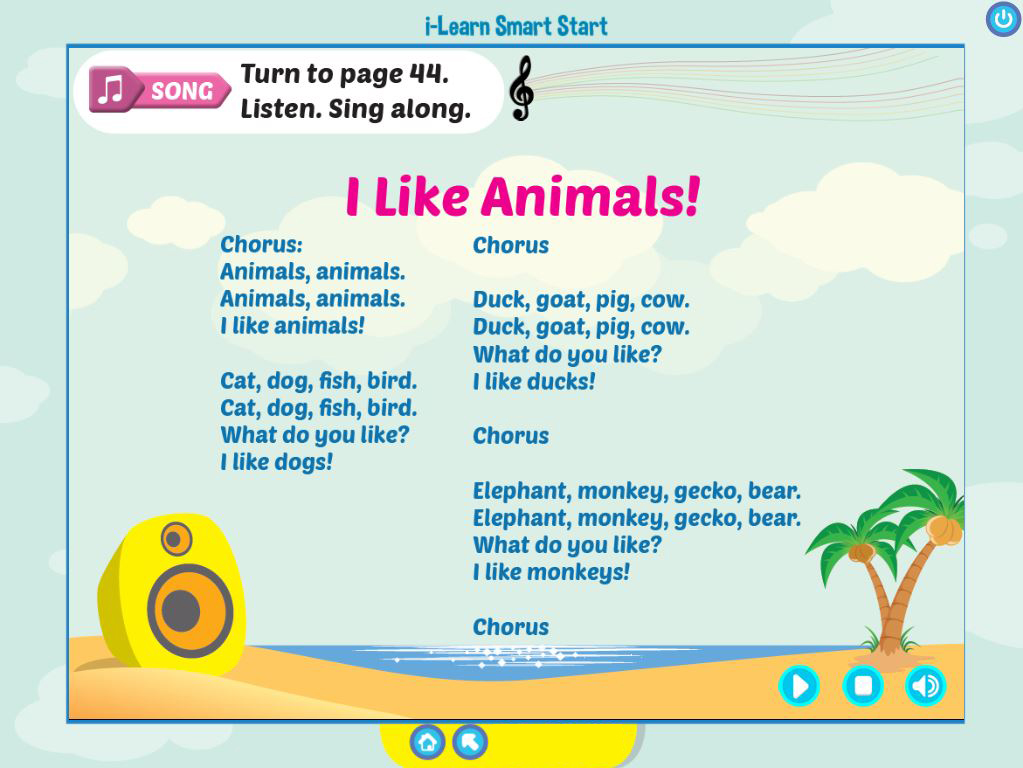 i-Learn Smart Start
SONG
Turn to page 44.
Listen. Sing along.
I Like Animals!
Chorus:
Animals, animals.
Animals, animals.
I like animals!
Cat, dog, fish, bird.
Cat, dog, fish, bird.
What do you like?
I like dogs!
Chorus
Duck, goat, pig, cow.
Duck, goat, pig, cow.
What do you like?
I like ducks!
Chorus
Elephant, monkey, gecko, bear.
Elephant, monkey, gecko, bear.
What do you like?
I like monkeys!
Chorus